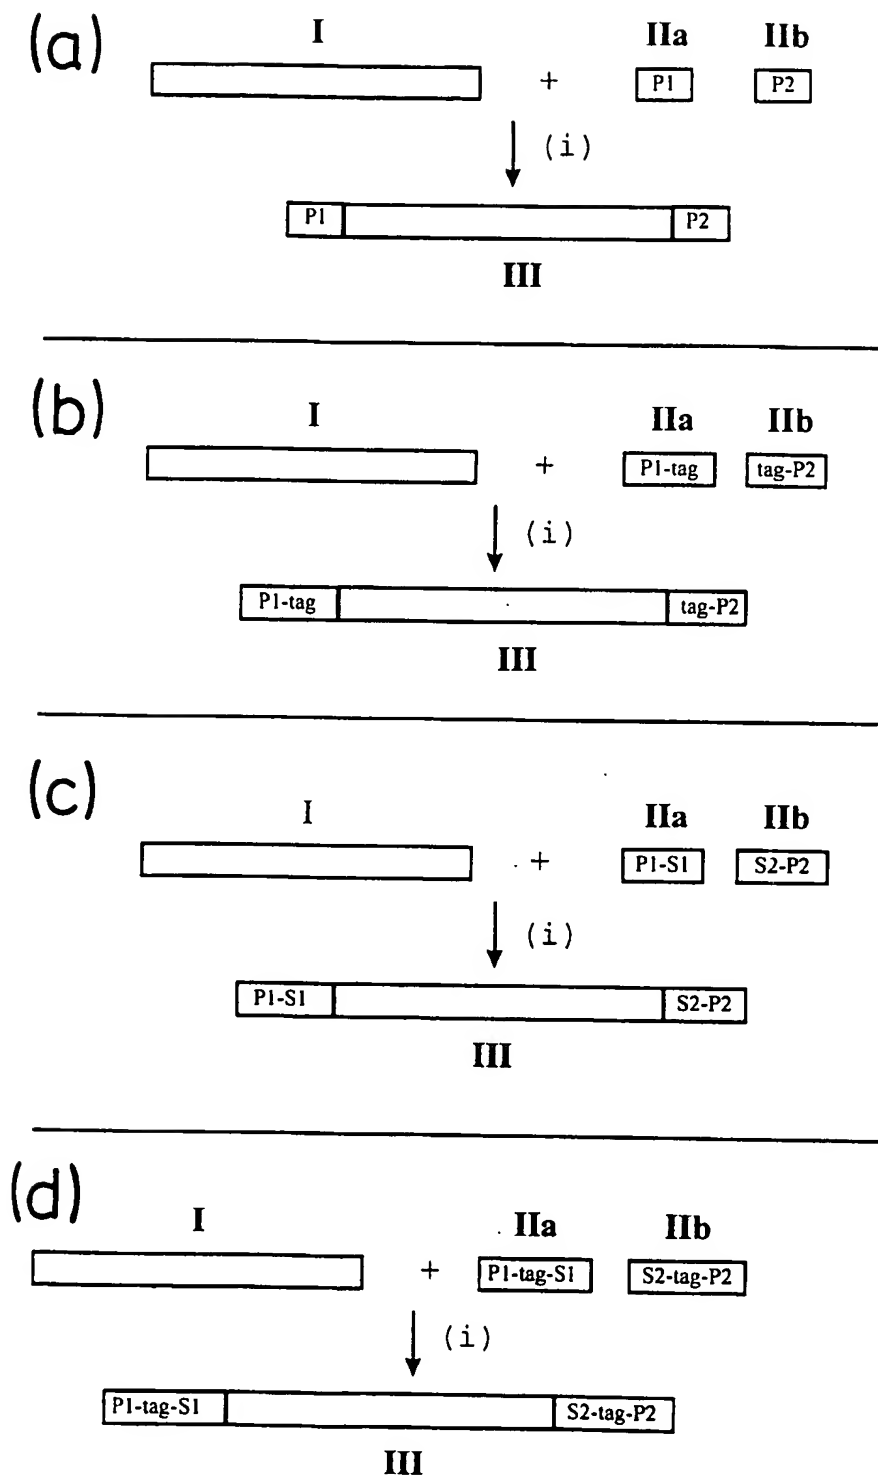 (a)
I IIa IIb
+ P1 P2
(i)
P1 P2
III
(b)
I IIa IIb
+ P1-tag tag-P2
(i)
P1-tag tag-P2
III
(c)
I IIa IIb
+ P1-S1 S2-P2
(i)
P1-S1 S2-P2
III
(d)
I IIa IIb
+ P1-tag-S1 S2-tag-P2
(i)
P1-tag-S1 S2-tag-P2
III